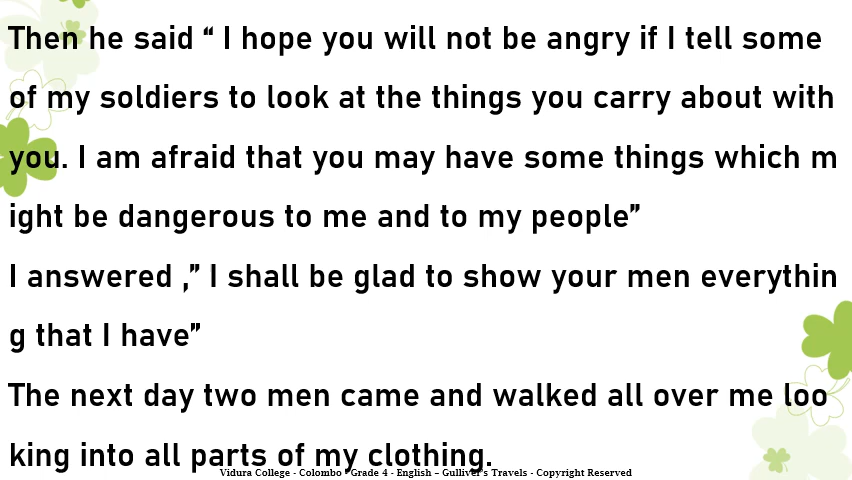 Then he said “ I hope you will not be angry if I tell some
of my soldiers to look at the things you carry about with
you. I am afraid that you may have some things which m
ight be dangerous to me and to my people”
I answered ,” I shall be glad to show your men everythin
g that I have”
The next day two men came and walked all over me loo
king into all parts of my clothing.
Vidura College - Colombo - Grade 4 - English – Gulliver's Travels - Copyright Reserved